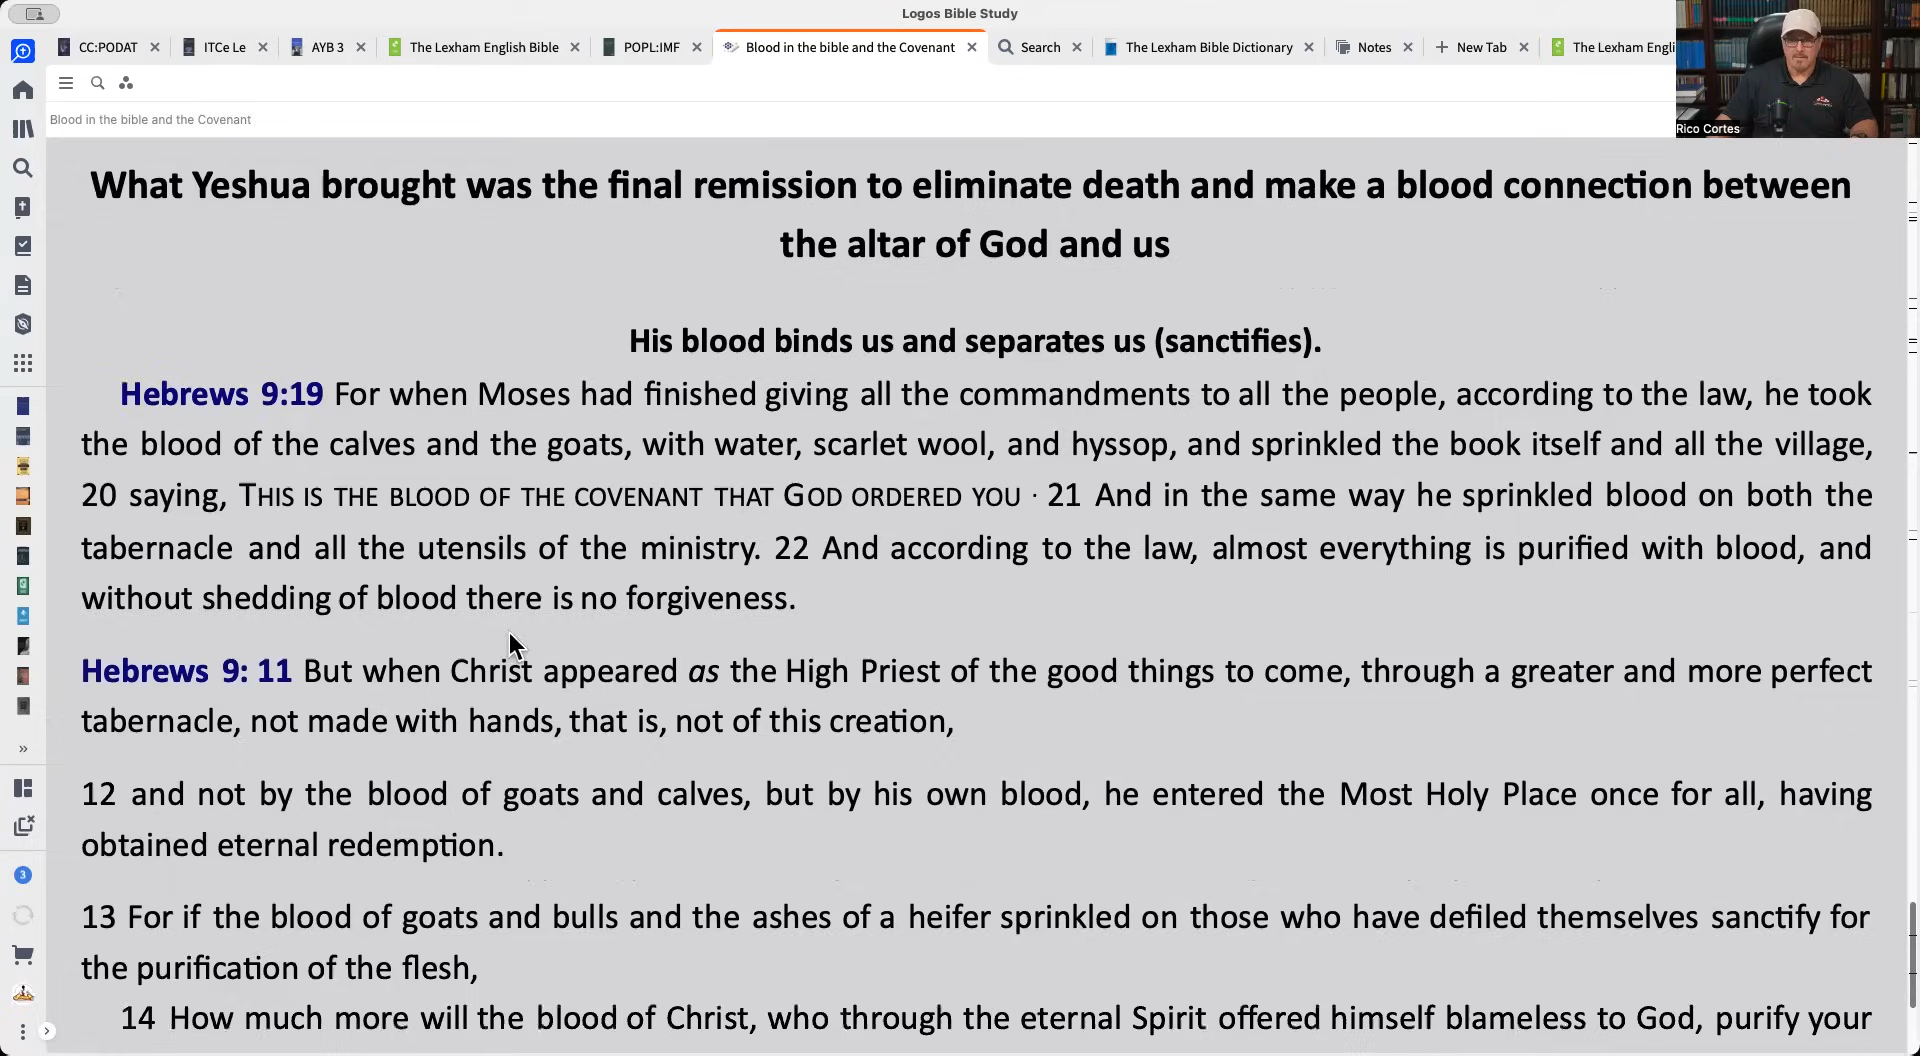 Logos Bible Study
CC:PODAT
ITCe Le
AYB 3
The Lexham English Bible
POPL:IMF
Blood in the bible and the Covenant
Search
The Lexham Bible Dictionary
Notes
New Tab
The Lexham Engli
Blood in the bible and the Covenant
Rico Cortes
What Yeshua brought was the final remission to eliminate death and make a blood connection between
the altar of God and us
His blood binds us and separates us (sanctifies).
Hebrews 9:19 For when Moses had finished giving all the commandments to all the people, according to the law, he took
the blood of the calves and the goats, with water, scarlet wool, and hyssop, and sprinkled the book itself and all the village,
20 saying, THIS IS THE BLOOD OF THE COVENANT THAT GOD ORDERED YOU · 21 And in the same way he sprinkled blood on both the
tabernacle and all the utensils of the ministry. 22 And according to the law, almost everything is purified with blood, and
without shedding of blood there is no forgiveness.
Hebrews 9: 11 But when Christ appeared as the High Priest of the good things to come, through a greater and more perfect
tabernacle, not made with hands, that is, not of this creation,
12 and not by the blood of goats and calves, but by his own blood, he entered the Most Holy Place once for all, having
obtained eternal redemption.
13 For if the blood of goats and bulls and the ashes of a heifer sprinkled on those who have defiled themselves sanctify for
the purification of the flesh,
14 How much more will the blood of Christ, who through the eternal Spirit offered himself blameless to God, purify your
3